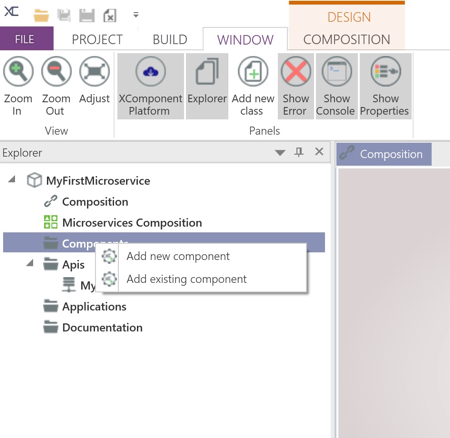 XC
DESIGN
FILE PROJECT BUILD WINDOW COMPOSITION
Zoom In Zoom Out Adjust XComponent Platform Explorer Add new class Show Error Show Console Show Properties
View Panels
Explorer
Composition
MyFirstMicroservice
Composition
Microservices Composition
Components
Add new component
Apis
Add existing component
My
Applications
Documentation